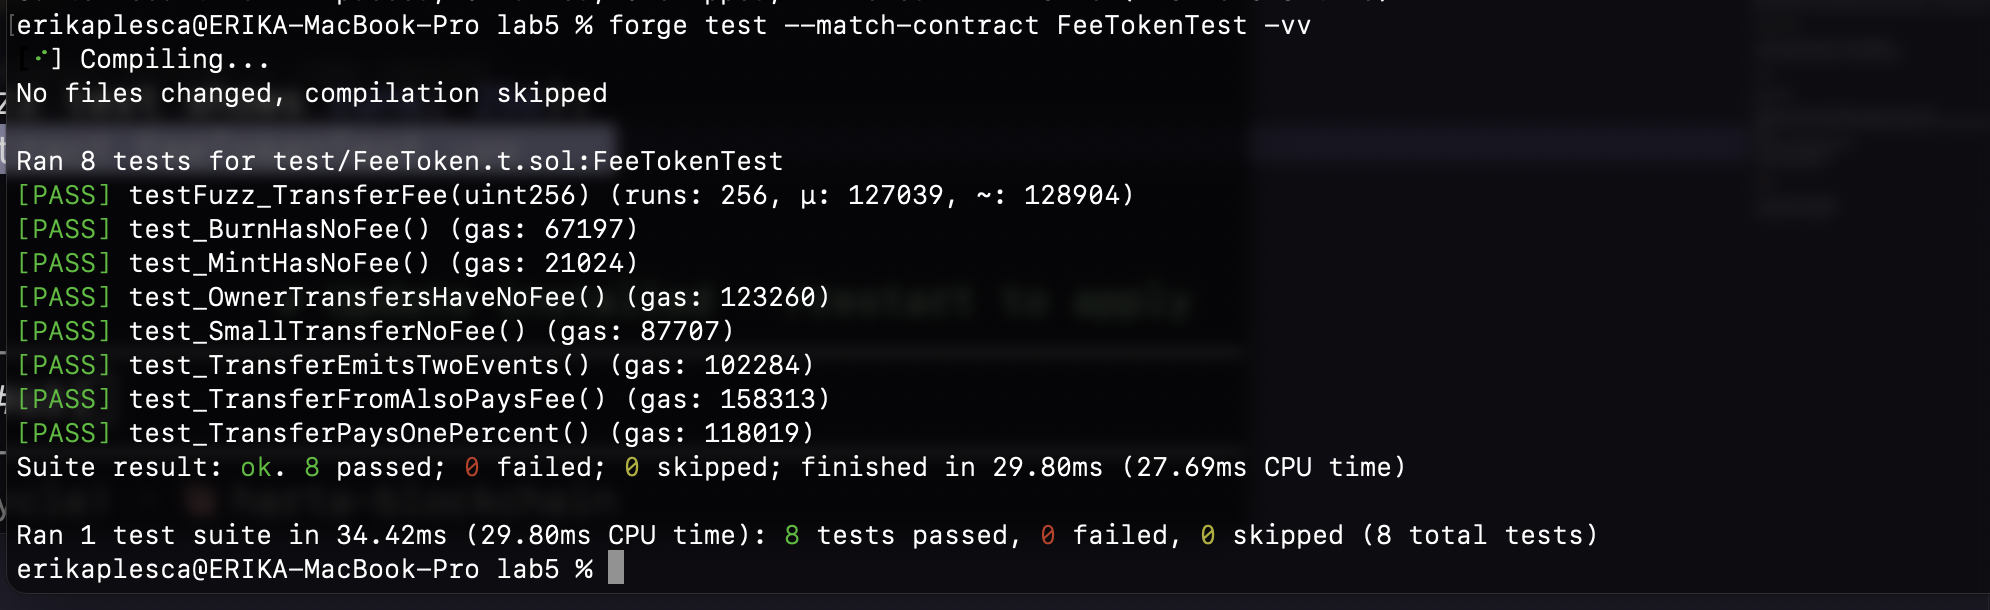 erikaplesca@ERIKA-MacBook-Pro lab5 % forge test --match-contract FeeTokenTest -vv
[⠊] Compiling...
No files changed, compilation skipped
Ran 8 tests for test/FeeToken.t.sol:FeeTokenTest
[PASS] testFuzz_TransferFee(uint256) (runs: 256, μ: 127039, ~: 128904)
[PASS] test_BurnHasNoFee() (gas: 67197)
[PASS] test_MintHasNoFee() (gas: 21024)
[PASS] test_OwnerTransfersHaveNoFee() (gas: 123260)
[PASS] test_SmallTransferNoFee() (gas: 87707)
[PASS] test_TransferEmitsTwoEvents() (gas: 102284)
[PASS] test_TransferFromAlsoPaysFee() (gas: 158313)
[PASS] test_TransferPaysOnePercent() (gas: 118019)
Suite result: ok. 8 passed; 0 failed; 0 skipped; finished in 29.80ms (27.69ms CPU time)
Ran 1 test suite in 34.42ms (29.80ms CPU time): 8 tests passed, 0 failed, 0 skipped (8 total tests)
erikaplesca@ERIKA-MacBook-Pro lab5 %